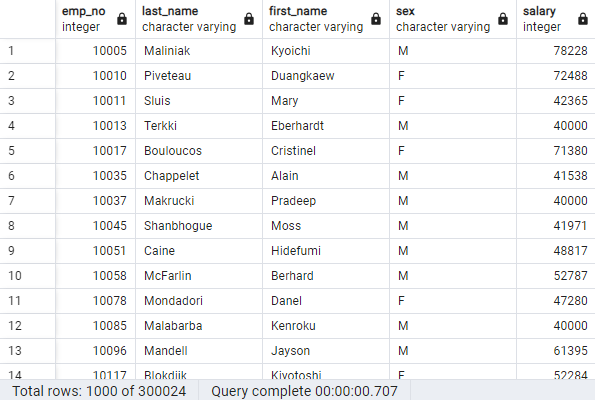 emp_no last_name first_name sex salary
integer character varying character varying character varying integer
1 10005 Maliniak Kyoichi M 78228
2 10010 Piveteau Duangkaew F 72488
3 10011 Sluis Mary F 42365
4 10013 Terkki Eberhardt M 40000
5 10017 Bouloucos Cristinel F 71380
6 10035 Chappelet Alain M 41538
7 10037 Makrucki Pradeep M 40000
8 10045 Shanbhogue Moss M 41971
9 10051 Caine Hidefumi M 48817
10 10058 McFarlin Berhard M 52787
11 10078 Mondadori Danel F 47280
12 10085 Malabarba Kenroku M 40000
13 10096 Mandell Jayson M 61395
14 10117 Blokdijk Kiyotoshi F 52284
Total rows: 1000 of 300024 Query complete 00:00:00.707